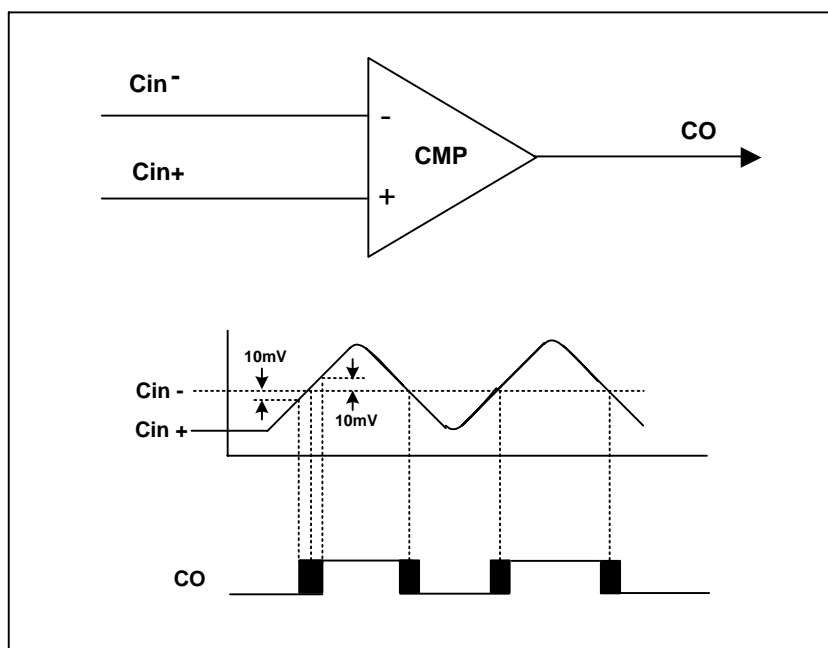 Cin -
-
CO
CMP
Cin+
+
10mV
Cin -
10mV
Cin +
CO